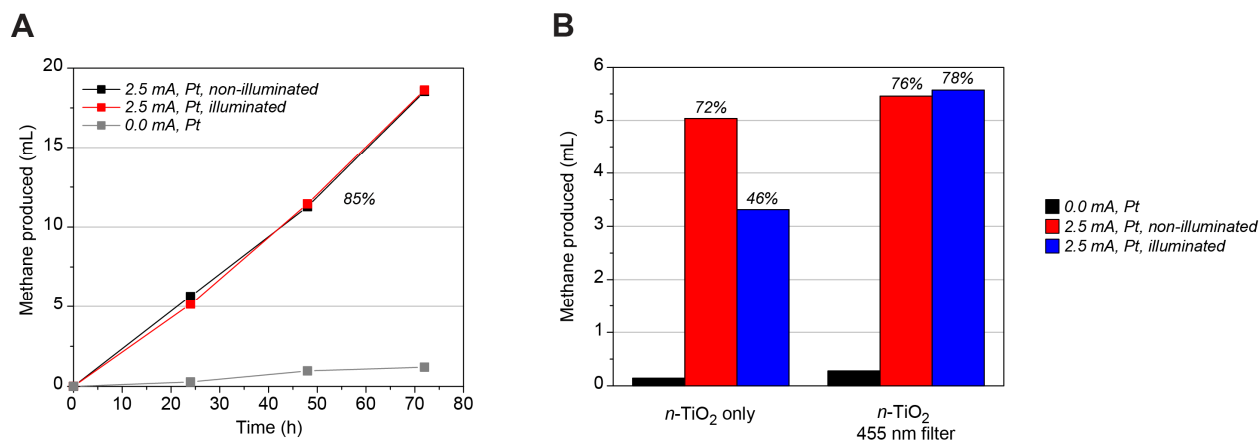 A
20
15
10
5
0
Methane produced (mL)
2.5 mA, Pt, non-illuminated
2.5 mA, Pt, illuminated
0.0 mA, Pt
85%
0 10 20 30 40 50 60 70 80
Time (h)
B
6
5
4
3
2
1
0
Methane produced (mL)
72%
46%
76%
78%
n-TiO2 only
n-TiO2
455 nm filter
0.0 mA, Pt
2.5 mA, Pt, non-illuminated
2.5 mA, Pt, illuminated